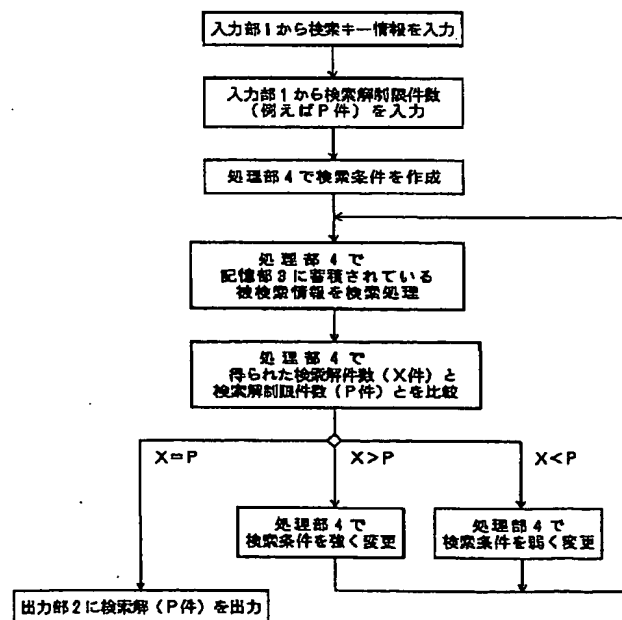 入力部1から検索キー情報を入力
入力部1から検索解制限件数
(例えばP件)を入力
処理部4で検索条件を作成
処理部4で
記憶部3に蓄積されている
被検索情報を検索処理
処理部4で
得られた検索解件数(X件)と
検索解制限件数(P件)とを比較
X=P
X>P
X<P
処理部4で
検索条件を強く変更
処理部4で
検索条件を弱く変更
出力部2に検索解(P件)を出力